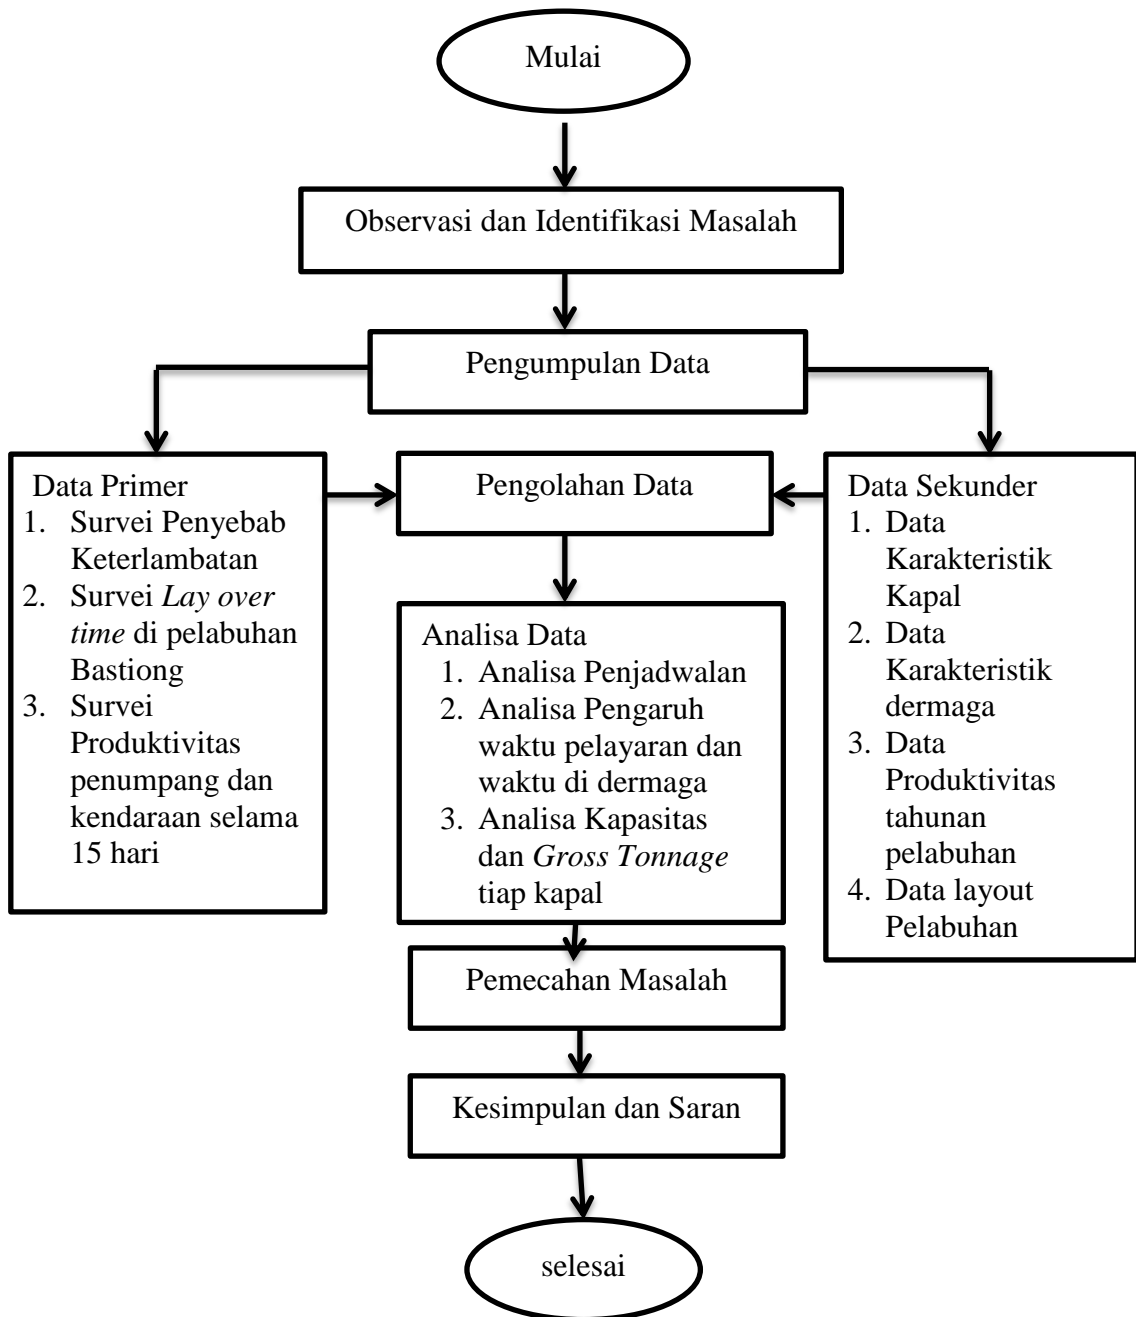 Mulai
Observasi dan Identifikasi Masalah
Pengumpulan Data
Data Primer
1. Survei Penyebab
Keterlambatan
2. Survei Lay over
time di pelabuhan
Bastiong
3. Survei
Produktivitas
penumpang dan
kendaraan selama
15 hari
Pengolahan Data
Data Sekunder
1. Data
Karakteristik
Kapal
2. Data
Karakteristik
dermaga
3. Data
Produktivitas
tahunan
pelabuhan
4. Data layout
Pelabuhan
Analisa Data
1. Analisa Penjadwalan
2. Analisa Pengaruh
waktu pelayaran dan
waktu di dermaga
3. Analisa Kapasitas
dan Gross Tonnage
tiap kapal
Pemecahan Masalah
Kesimpulan dan Saran
selesai